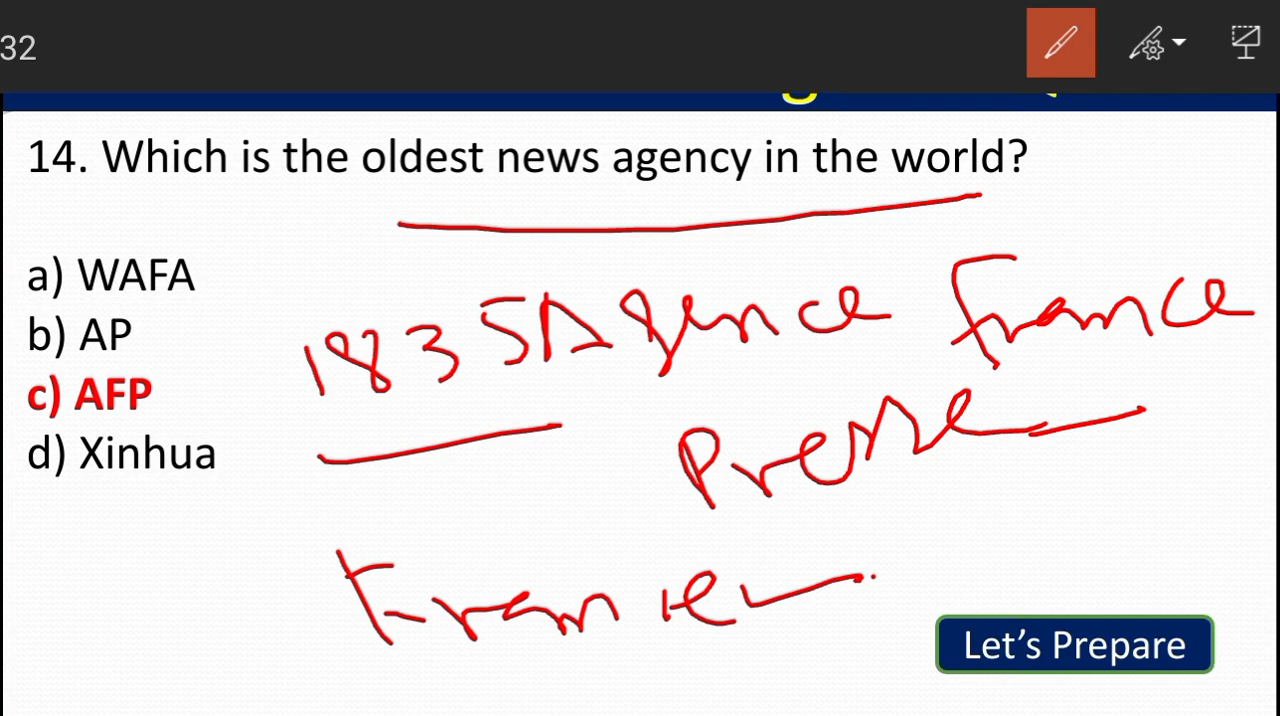 32
14. Which is the oldest news agency in the world?
a) WAFA
b) AP
c) AFP
d) Xinhua
1835 Agence France
Presse
France
Let's Prepare